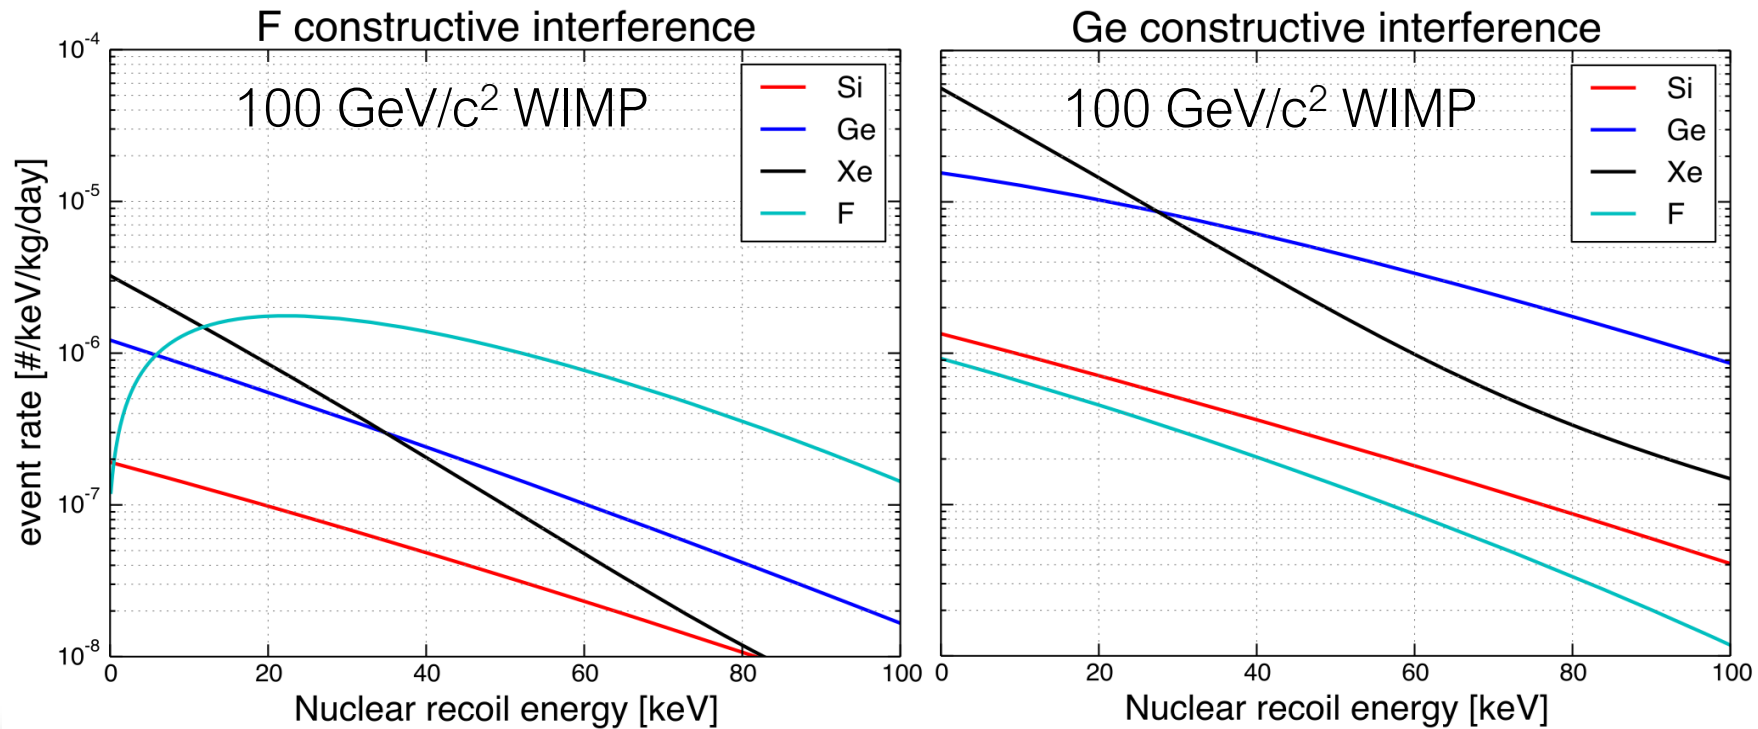 F constructive interference
10⁻⁴
10⁻⁵
10⁻⁶
10⁻⁷
10⁻⁸
event rate [#/keV/kg/day]
100 GeV/c² WIMP
Si
Ge
Xe
F
0 20 40 60 80 100
Nuclear recoil energy [keV]
Ge constructive interference
100 GeV/c² WIMP
Si
Ge
Xe
F
0 20 40 60 80 100
Nuclear recoil energy [keV]